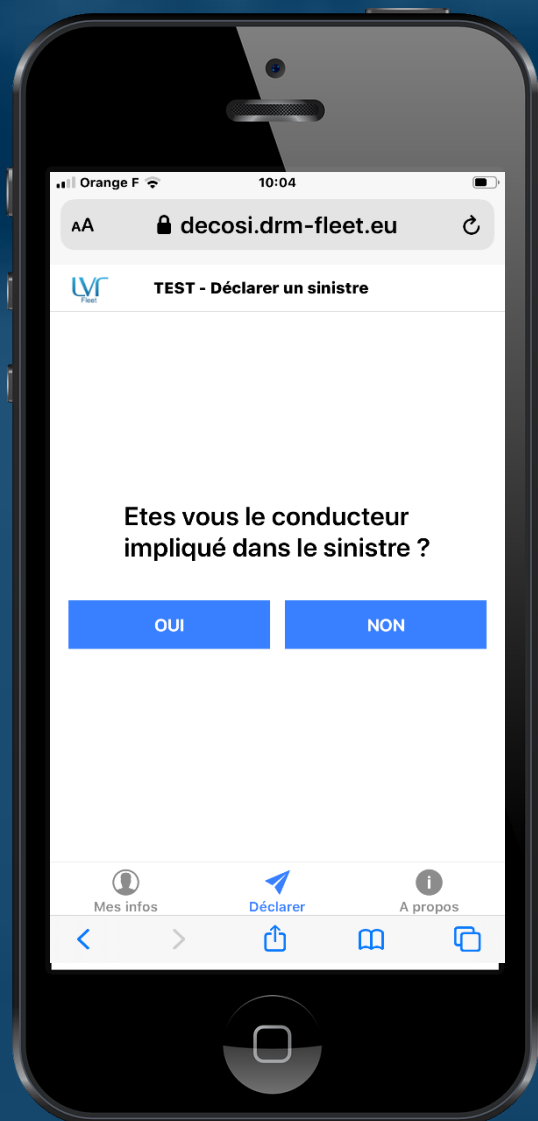 Orange F
10:04
AA
decosi.drm-fleet.eu
LVr
Fleet
TEST - Déclarer un sinistre
Etes vous le conducteur
impliqué dans le sinistre ?
OUI
NON
Mes infos
Déclarer
A propos